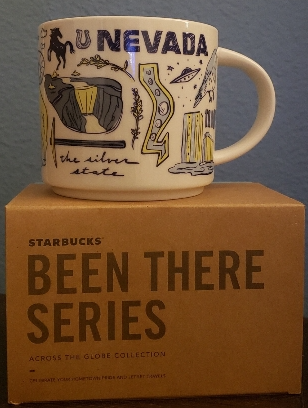 NEVADA
the silver
state
STARBUCKS
BEEN THERE
SERIES
ACROSS THE GLOBE COLLECTION